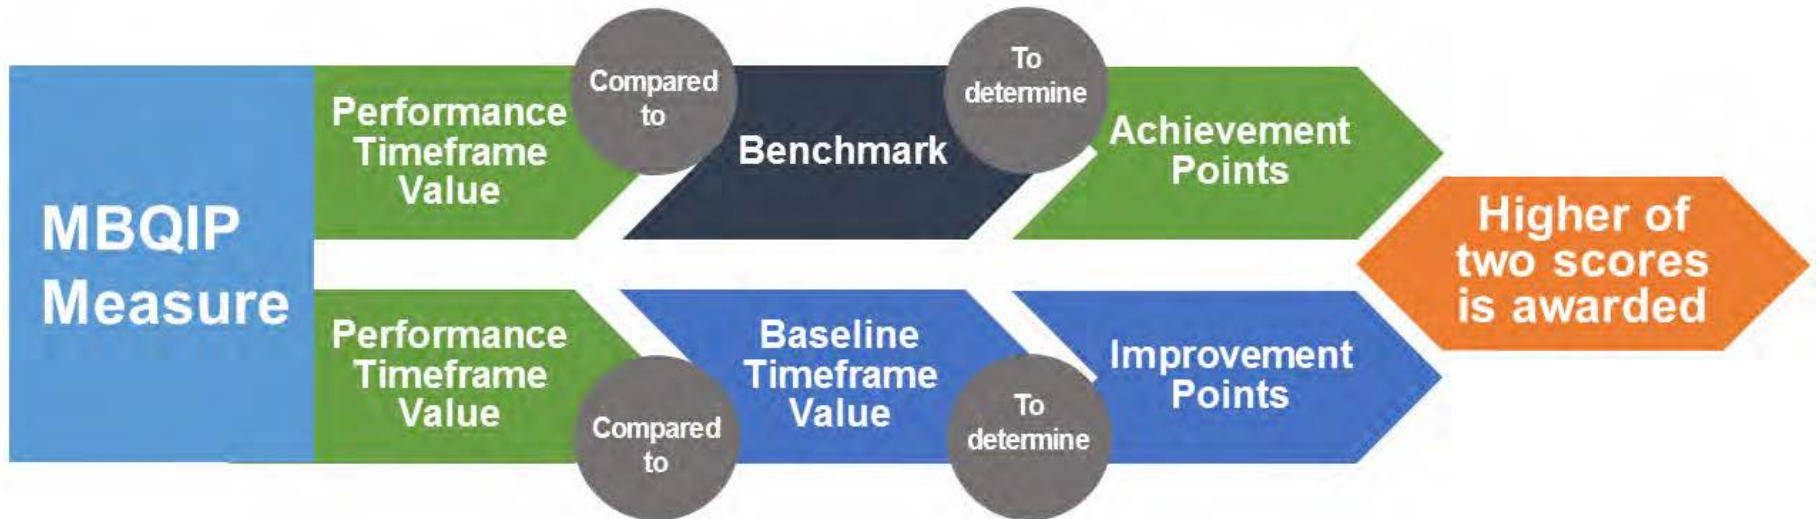 MBQIP
Measure
Performance
Timeframe
Value
Compared
to
Benchmark
To
determine
Achievement
Points
Performance
Timeframe
Value
Compared
to
Baseline
Timeframe
Value
To
determine
Improvement
Points
Higher of
two scores
is awarded